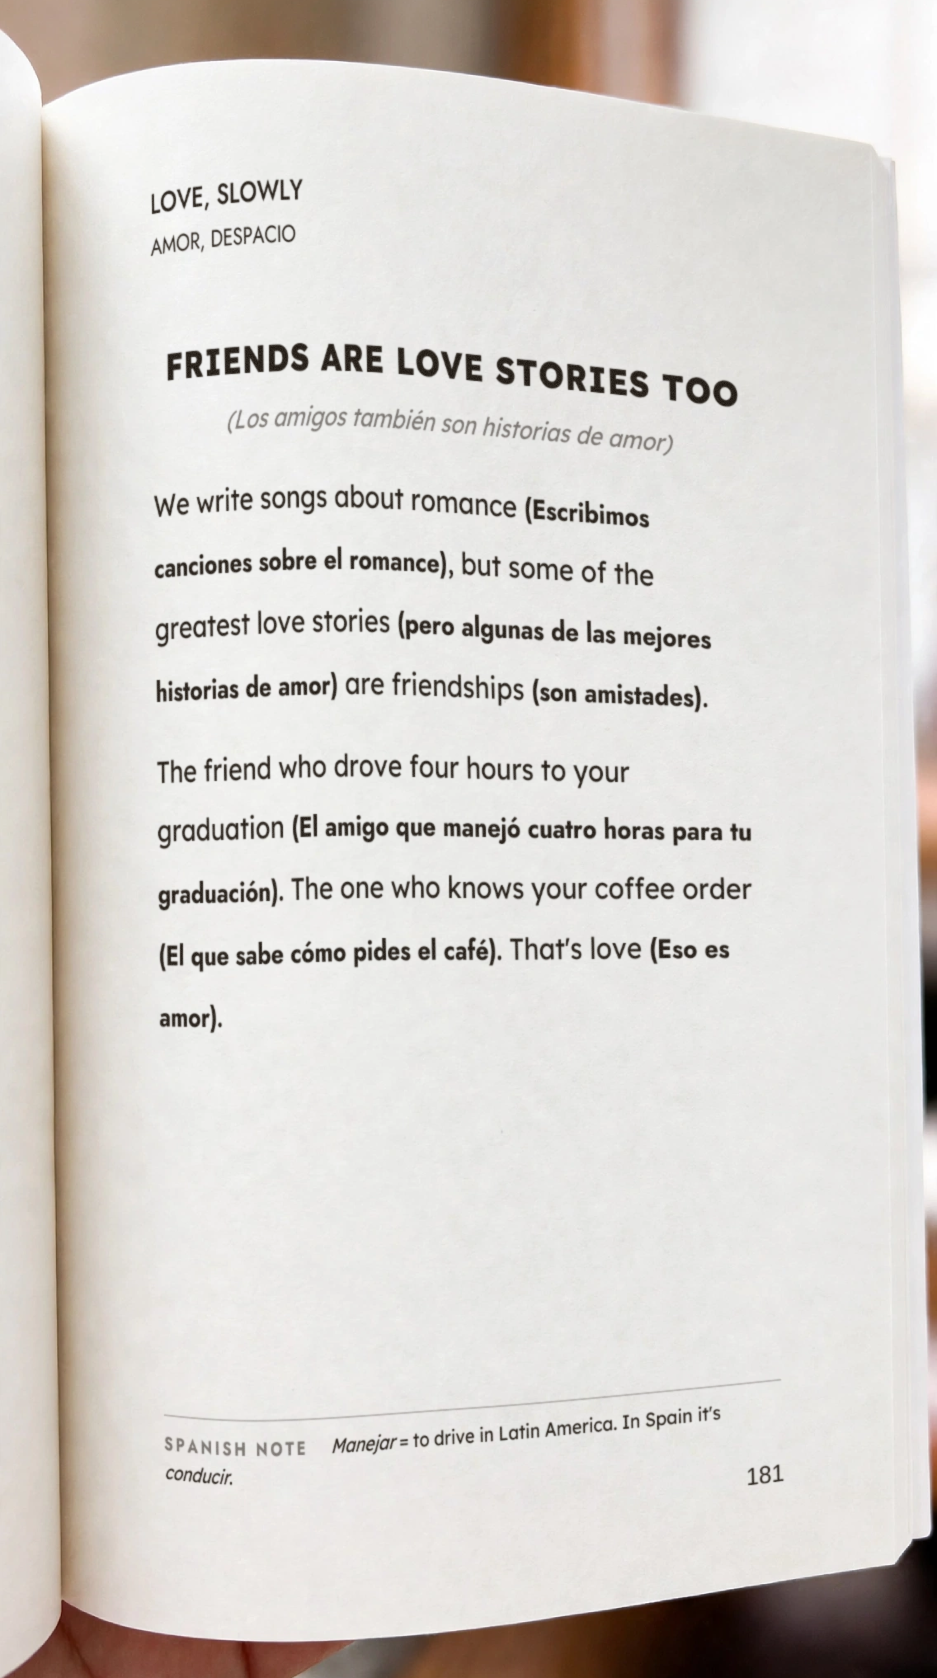 LOVE, SLOWLY
AMOR, DESPACIO
FRIENDS ARE LOVE STORIES TOO
(Los amigos también son historias de amor)
We write songs about romance (Escribimos
canciones sobre el romance), but some of the
greatest love stories (pero algunas de las mejores
historias de amor) are friendships (son amistades).
The friend who drove four hours to your
graduation (El amigo que manejó cuatro horas para tu
graduación). The one who knows your coffee order
(El que sabe cómo pides el café). That's love (Eso es
amor).
SPANISH NOTE Manejar = to drive in Latin America. In Spain it's
conducir.
181